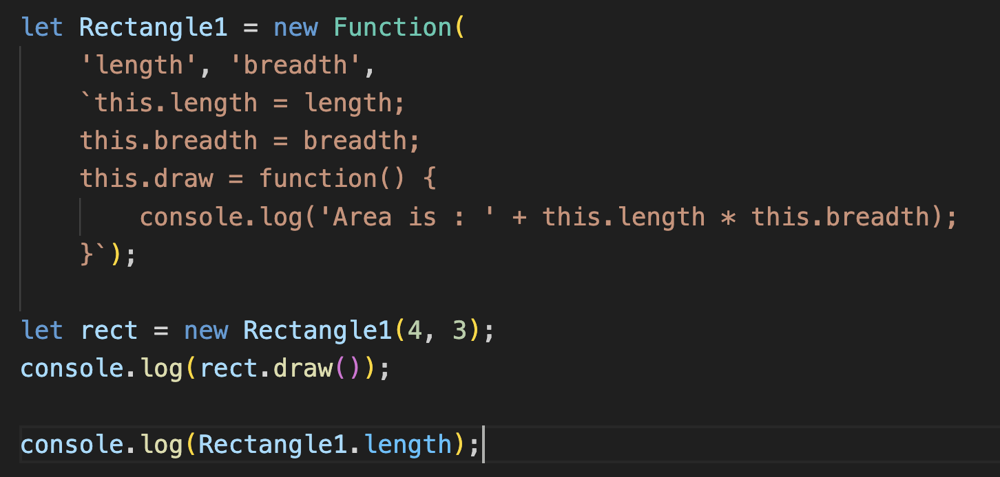 let Rectangle1 = new Function(
    'length', 'breadth',
    `this.length = length;
    this.breadth = breadth;
    this.draw = function() {
        console.log('Area is : ' + this.length * this.breadth);
    }`);
let rect = new Rectangle1(4, 3);
console.log(rect.draw());
console.log(Rectangle1.length);